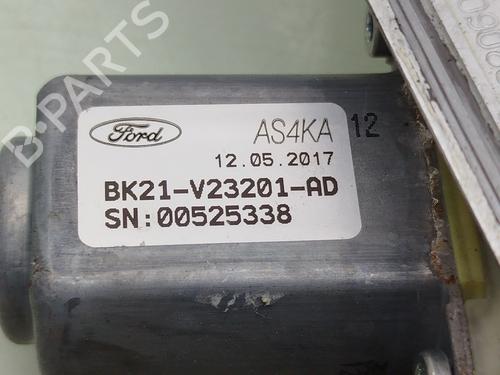 B-PARTS
Ford AS4KA 12
12.05.2017
BK21-V23201-AD
SN:00525338